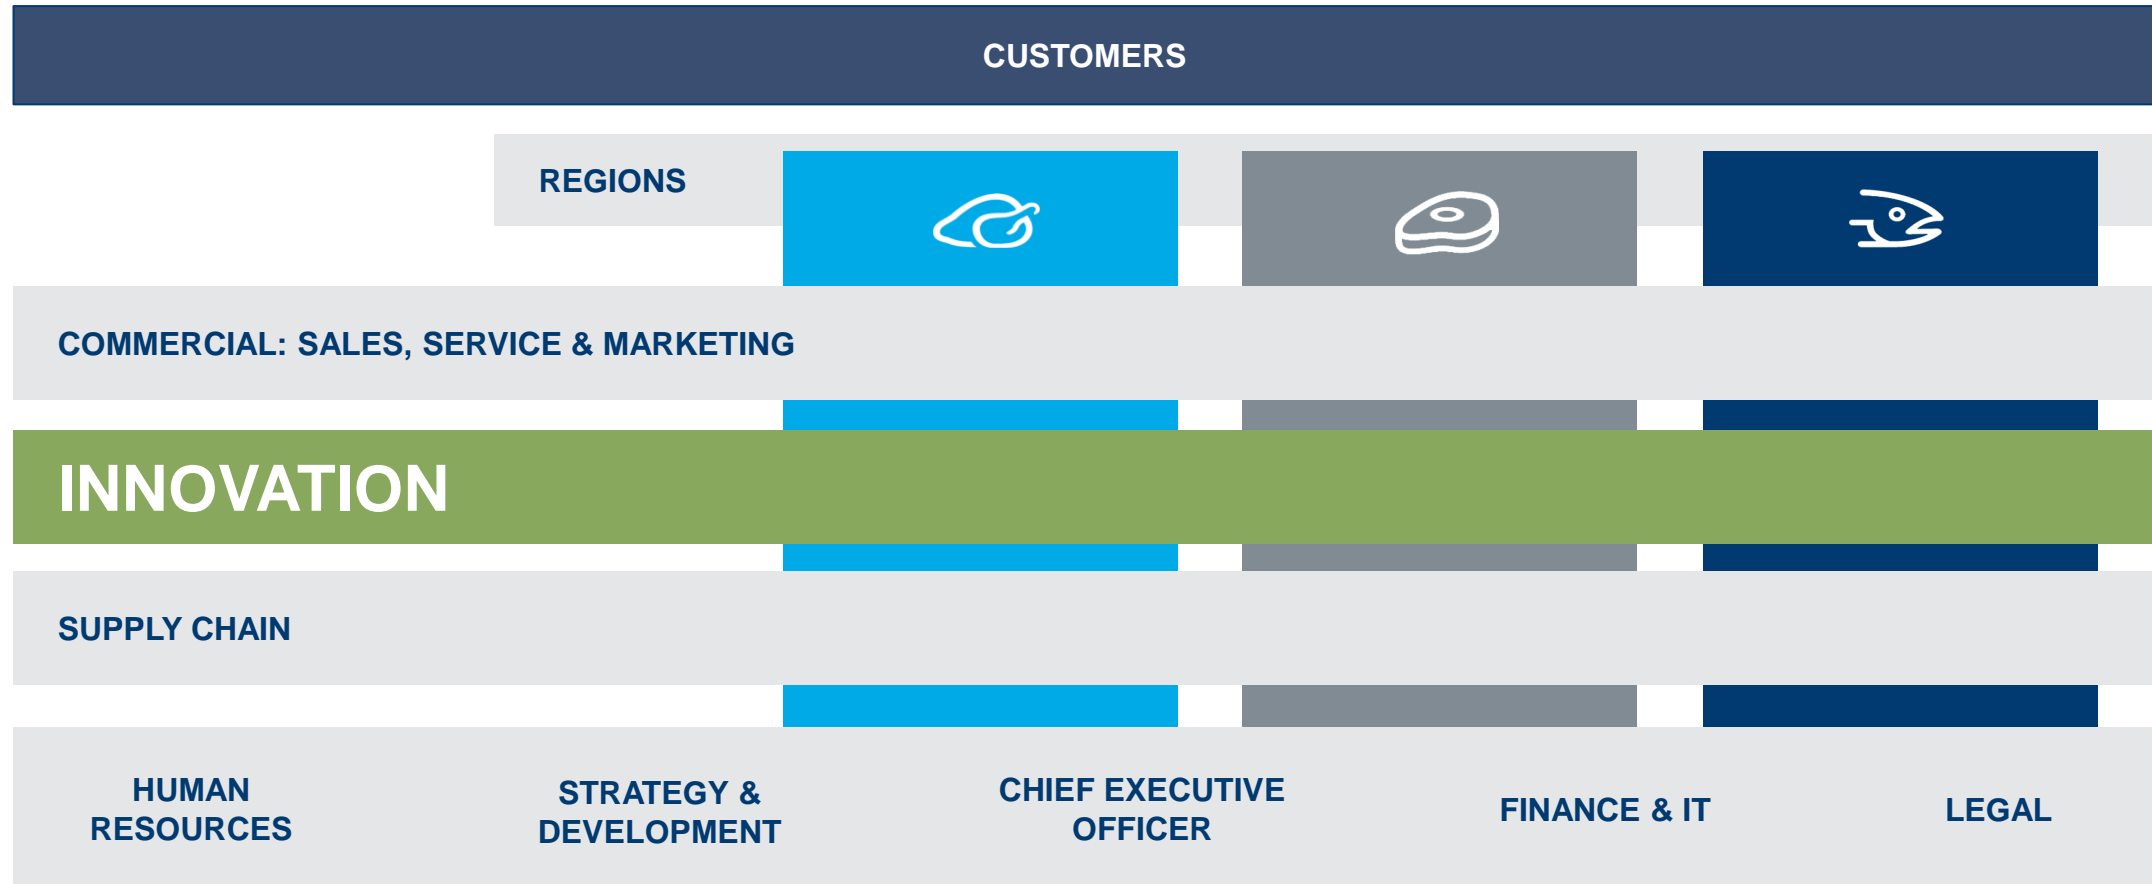 CUSTOMERS
REGIONS
COMMERCIAL: SALES, SERVICE & MARKETING
INNOVATION
SUPPLY CHAIN
HUMAN
RESOURCES
STRATEGY &
DEVELOPMENT
CHIEF EXECUTIVE
OFFICER
FINANCE & IT
LEGAL